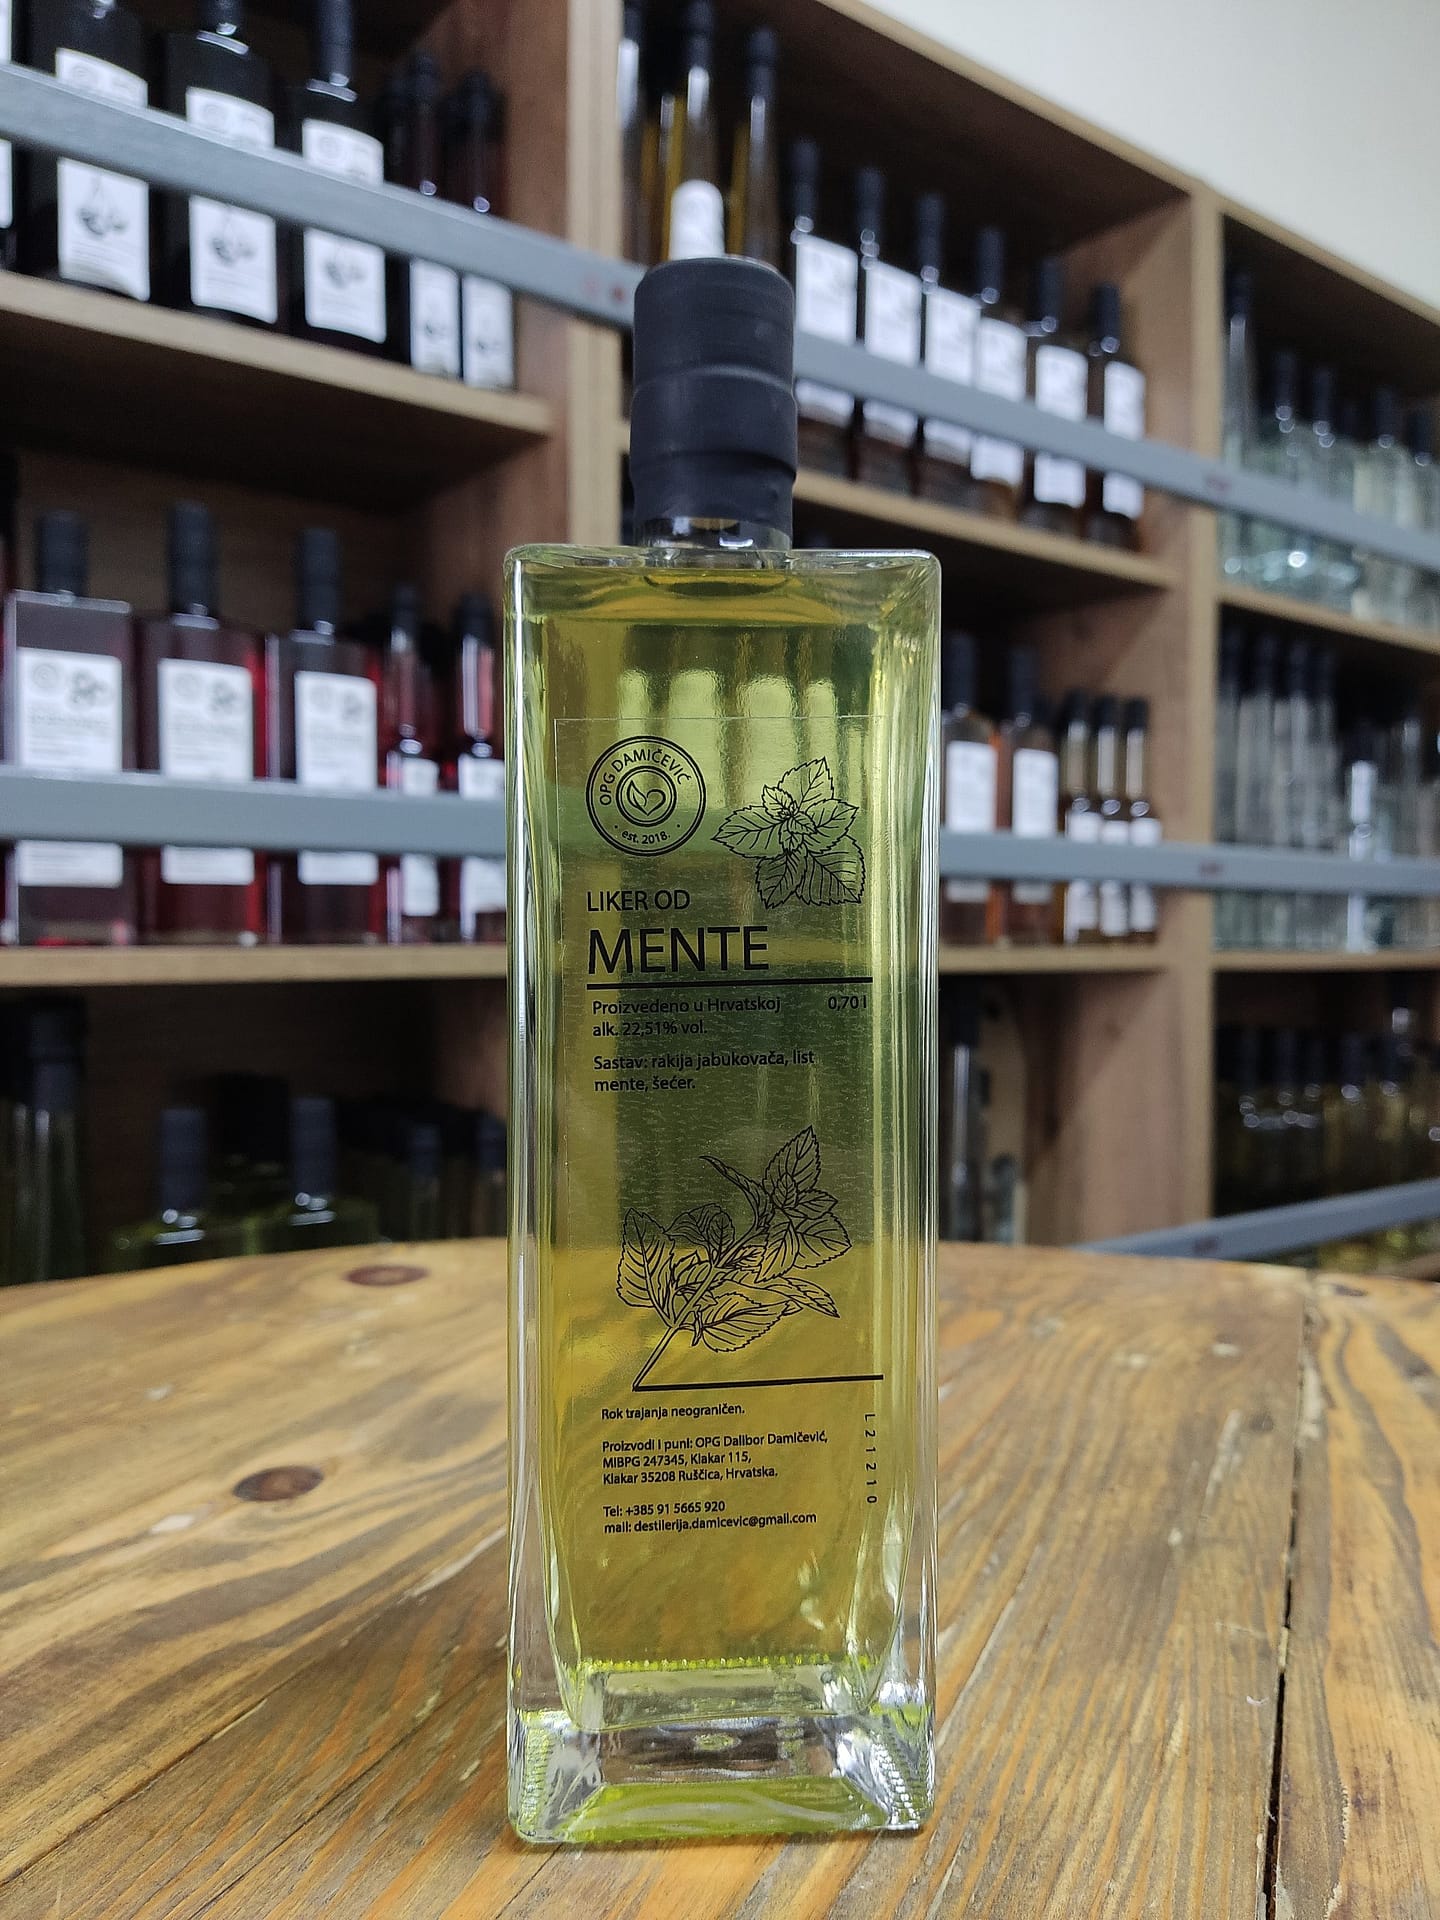 OPG DAMIČEVIĆ
est. 2018.
LIKER OD
MENTE
Proizvedeno u Hrvatskoj 0,70 l
alk. 22,51% vol.
Sastav: rakija jabukovača, list
mente, šećer.
Rok trajanja neograničen.
Proizvodi i puni: OPG Dalibor Damičević,
MIBPG 247345, Klakar 115,
Klakar 35208 Ruščica, Hrvatska.
Tel: +385 91 5665 920
mail: destilerija.damicevic@gmail.com
L21210